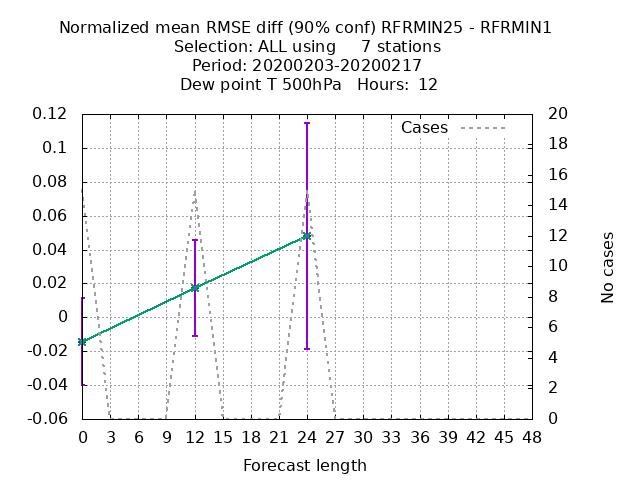 Normalized mean RMSE diff (90% conf) RFRMIN25 - RFRMIN1
Selection: ALL using     7 stations
Period: 20200203-20200217
Dew point T 500hPa   Hours:  12
Cases
0.12
0.1
0.08
0.06
0.04
0.02
0
-0.02
-0.04
-0.06
20
18
16
14
12
10
8
6
4
2
0
No cases
0 3 6 9 12 15 18 21 24 27 30 33 36 39 42 45 48
Forecast length